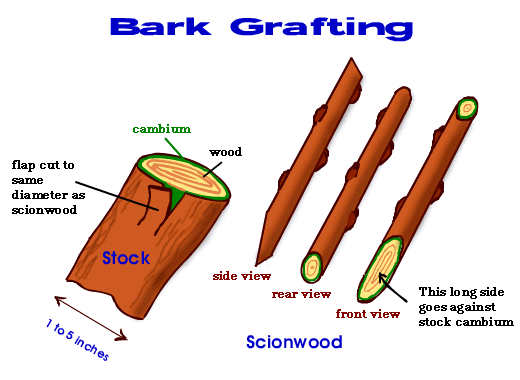 Bark Grafting
cambium
wood
flap cut to
same
diameter as
scionwood
Stock
1 to 5 inches
side view
rear view
front view
This long side
goes against
stock cambium
Scionwood